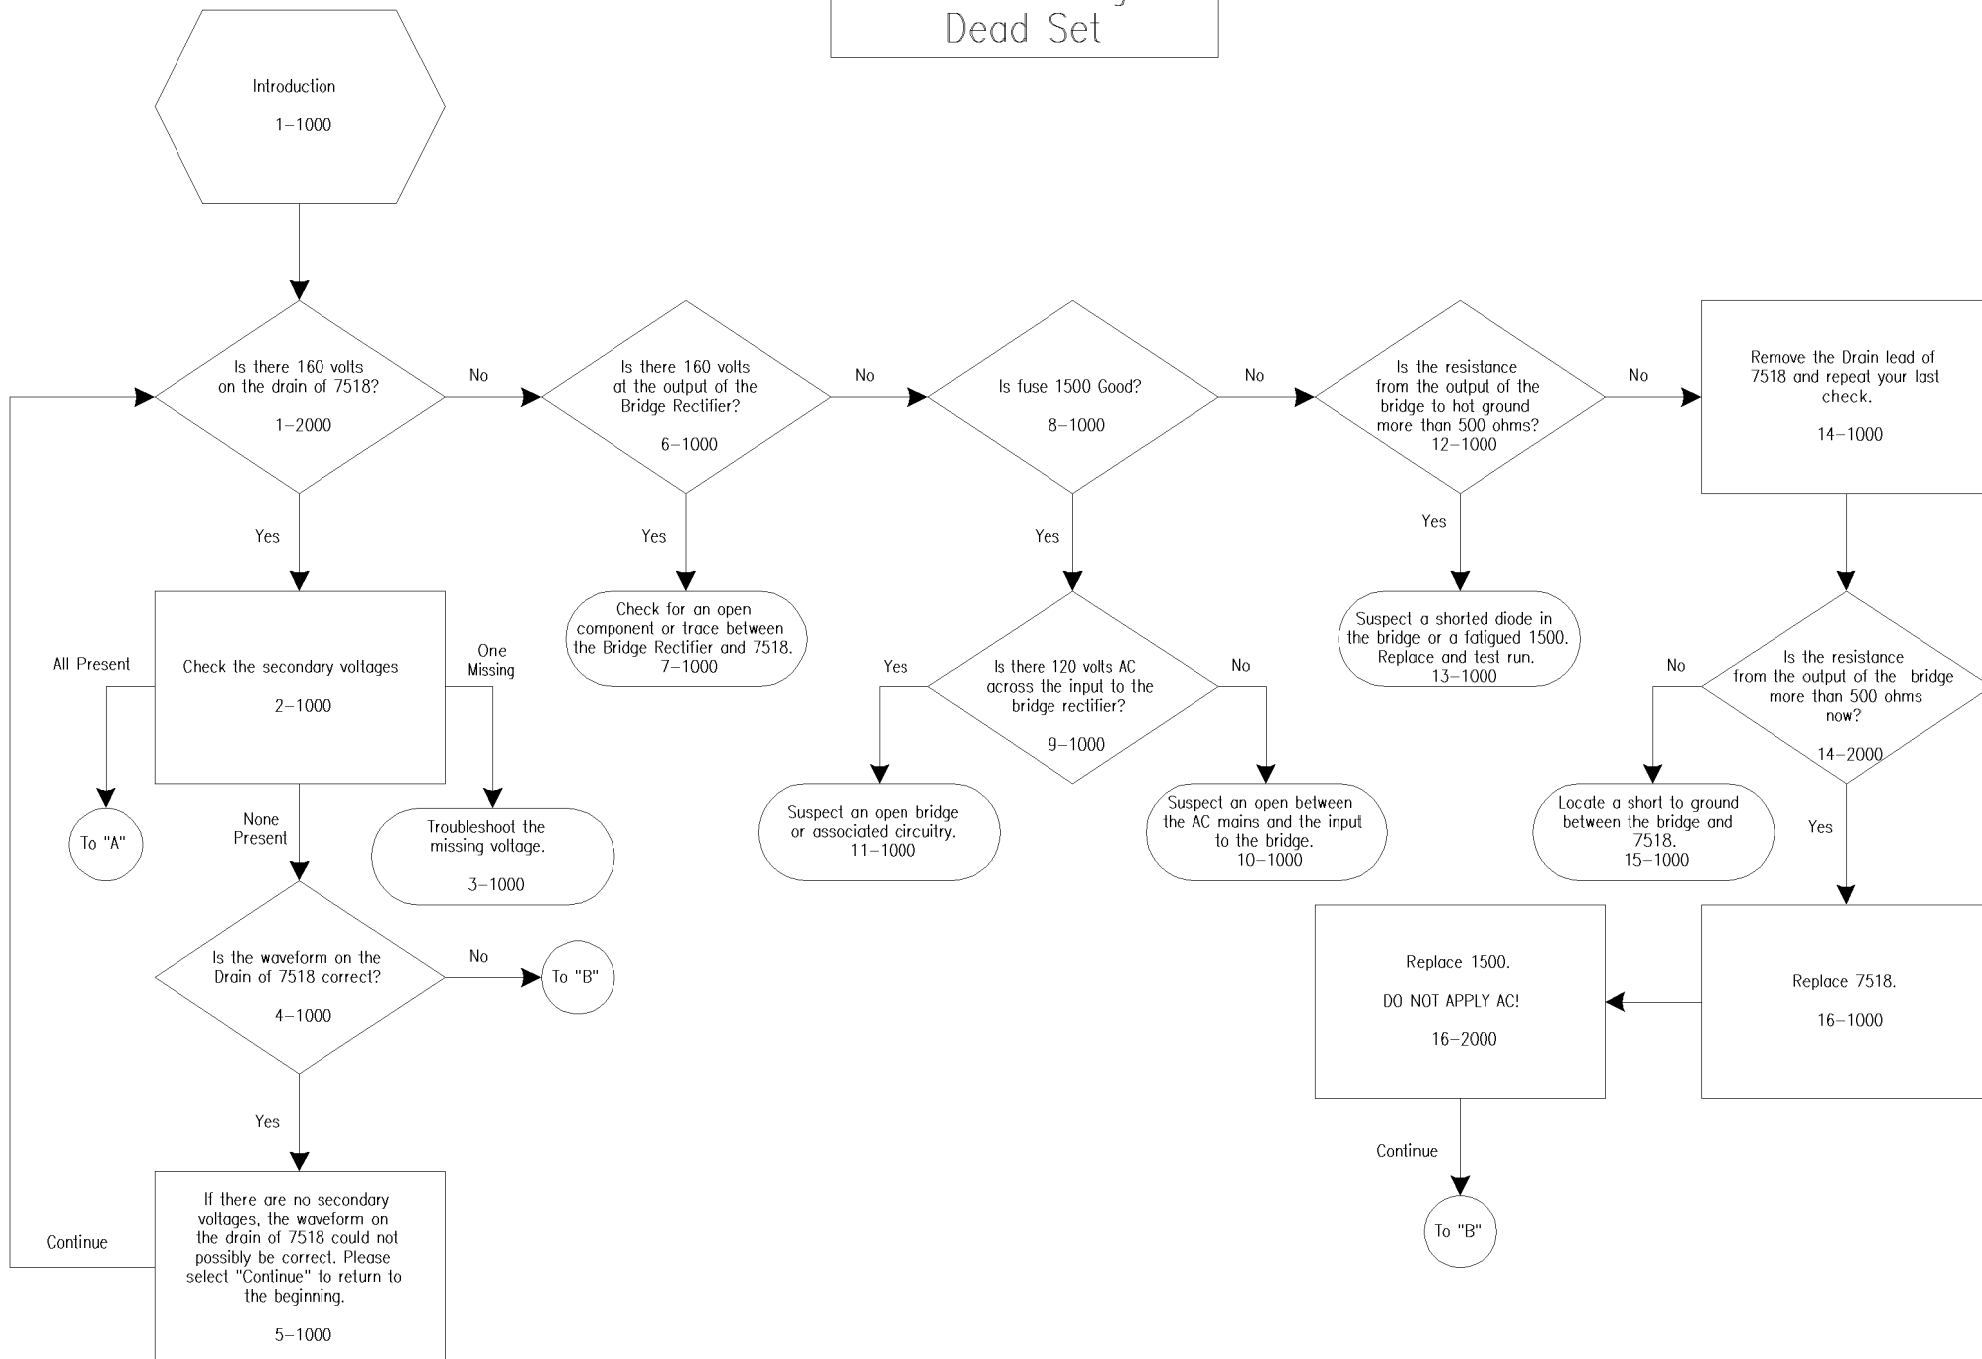 Dead Set
Introduction
1-1000
Is there 160 volts
on the drain of 7518?
1-2000
No
Yes
Is there 160 volts
at the output of the
Bridge Rectifier?
6-1000
No
Yes
Is fuse 1500 Good?
8-1000
No
Yes
Is the resistance
from the output of the
bridge to hot ground
more than 500 ohms?
12-1000
No
Yes
Remove the Drain lead of
7518 and repeat your last
check.
14-1000
Check the secondary voltages
2-1000
All Present
One
Missing
None
Present
Check for an open
component or trace between
the Bridge Rectifier and 7518.
7-1000
Is there 120 volts AC
across the input to the
bridge rectifier?
9-1000
Yes
No
Suspect a shorted diode in
the bridge or a fatigued 1500.
Replace and test run.
13-1000
Is the resistance
from the output of the bridge
more than 500 ohms
now?
14-2000
No
Yes
To "A"
Troubleshoot the
missing voltage.
3-1000
Suspect an open bridge
or associated circuitry.
11-1000
Suspect an open between
the AC mains and the input
to the bridge.
10-1000
Locate a short to ground
between the bridge and
7518.
15-1000
Is the waveform on the
Drain of 7518 correct?
4-1000
No
To "B"
Yes
Replace 1500.
DO NOT APPLY AC!
16-2000
Replace 7518.
16-1000
Continue
To "B"
If there are no secondary
voltages, the waveform on
the drain of 7518 could not
possibly be correct. Please
select "Continue" to return to
the beginning.
5-1000
Continue